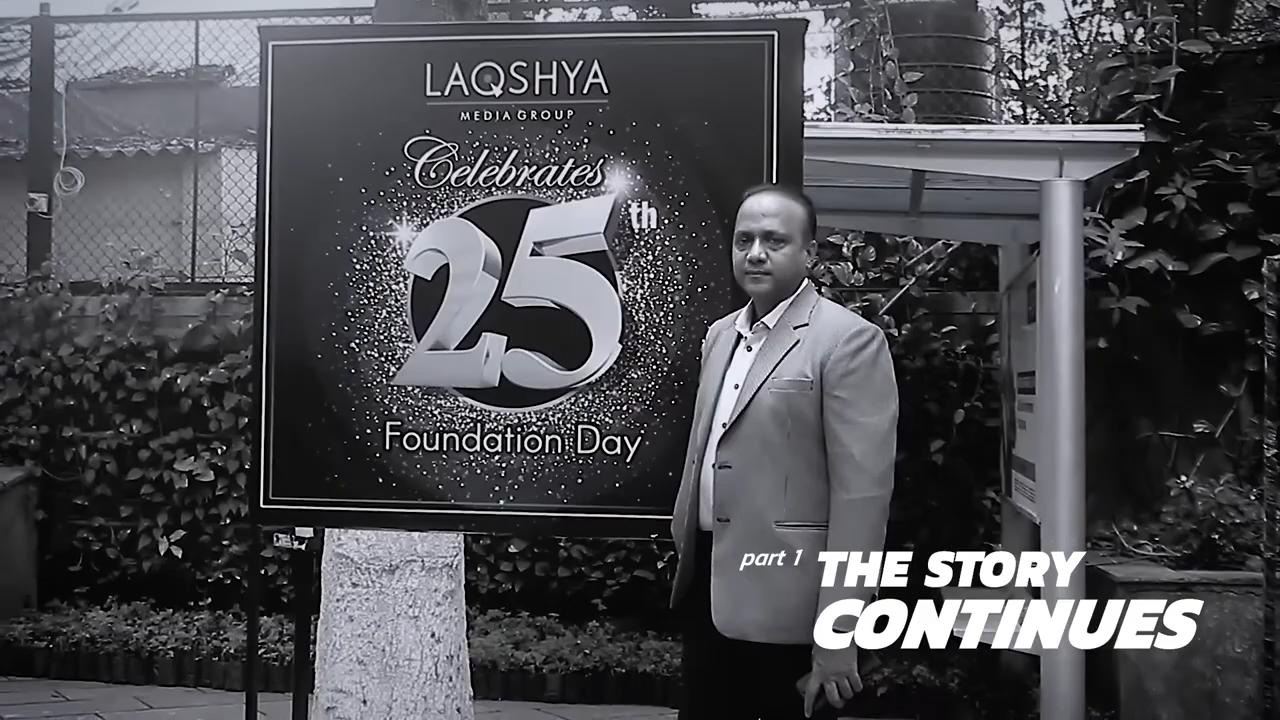 LAQSHYA
MEDIA GROUP
Celebrates
25th
Foundation Day
part 1 THE STORY
CONTINUES